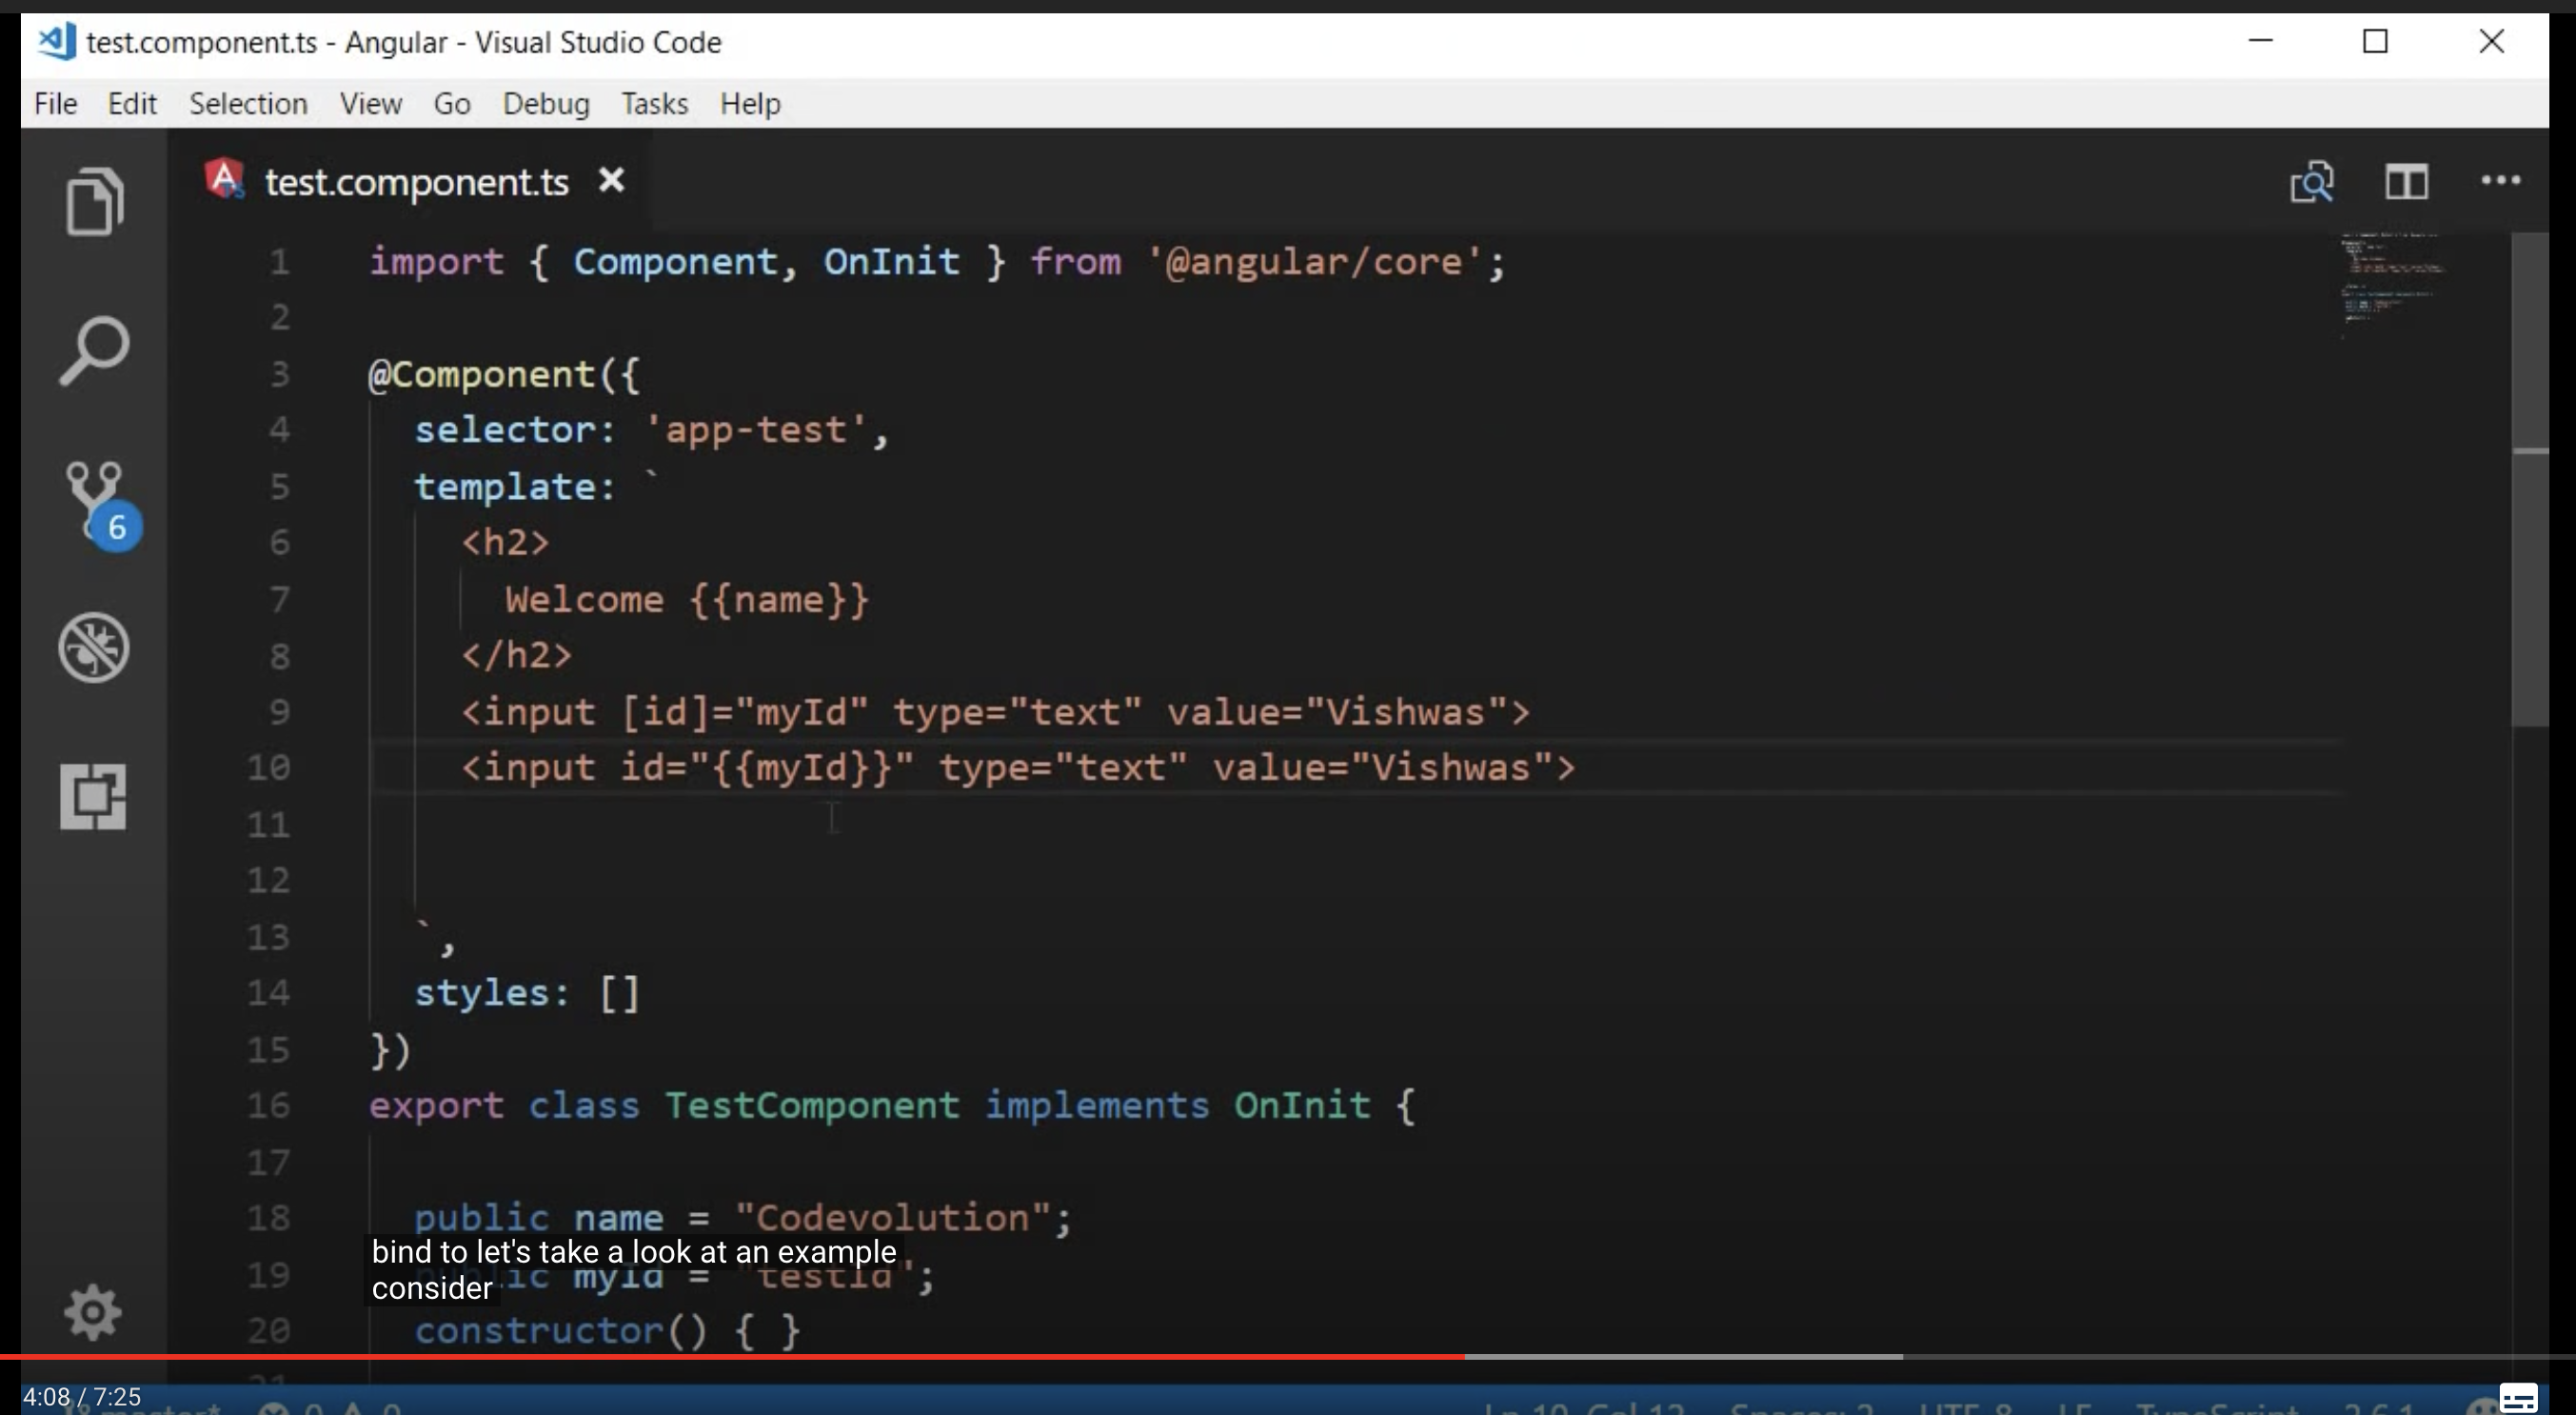 test.component.ts - Angular - Visual Studio Code
File Edit Selection View Go Debug Tasks Help
test.component.ts
1 import { Component, OnInit } from '@angular/core';
2
3 @Component({
4 selector: 'app-test',
5 template: `
6 <h2>
7 Welcome {{name}}
8 </h2>
9 <input [id]="myId" type="text" value="Vishwas">
10 <input id="{{myId}}" type="text" value="Vishwas">
11
12
13 `,
14 styles: []
15 })
16 export class TestComponent implements OnInit {
17
18 public name = "Codevolution";
bind to let's take a look at an example
19 public myId = "testId";
consider
20 constructor() { }
6
4:08 / 7:25